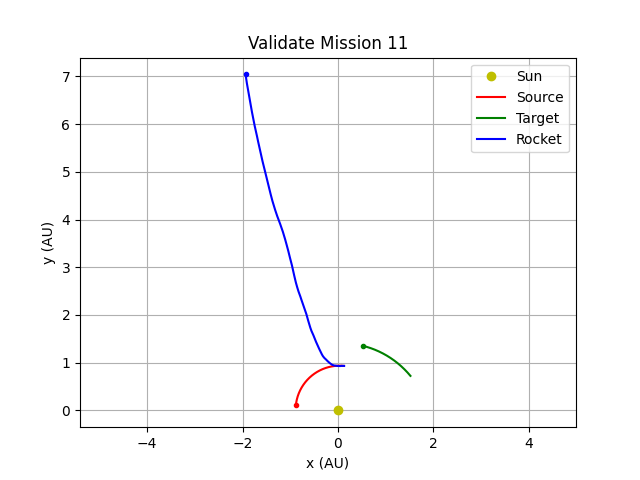 Validate Mission 11
Sun
Source
Target
Rocket
7
6
5
4
3
2
1
0
y (AU)
−4
−2
0
2
4
x (AU)